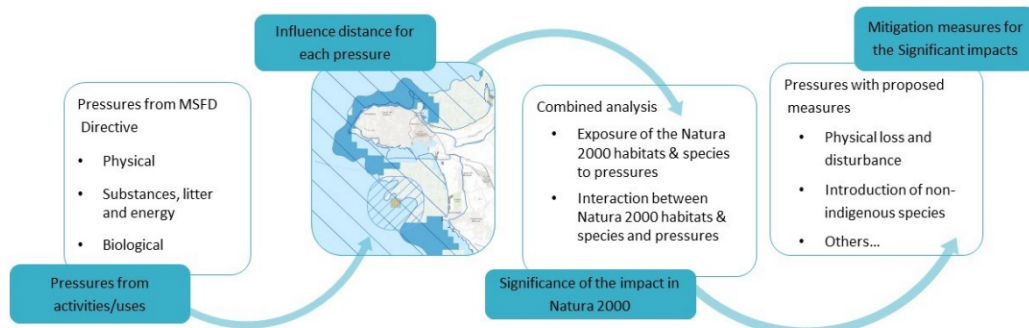 Pressures from MSFD
Directive
• Physical
• Substances, litter
and energy
• Biological
Pressures from
activities/uses
Influence distance for
each pressure
Combined analysis
• Exposure of the Natura
2000 habitats & species
to pressures
• Interaction between
Natura 2000 habitats &
species and pressures
Significance of the impact in
Natura 2000
Mitigation measures for
the Significant impacts
Pressures with proposed
measures
• Physical loss and
disturbance
• Introduction of non-
indigenous species
• Others...